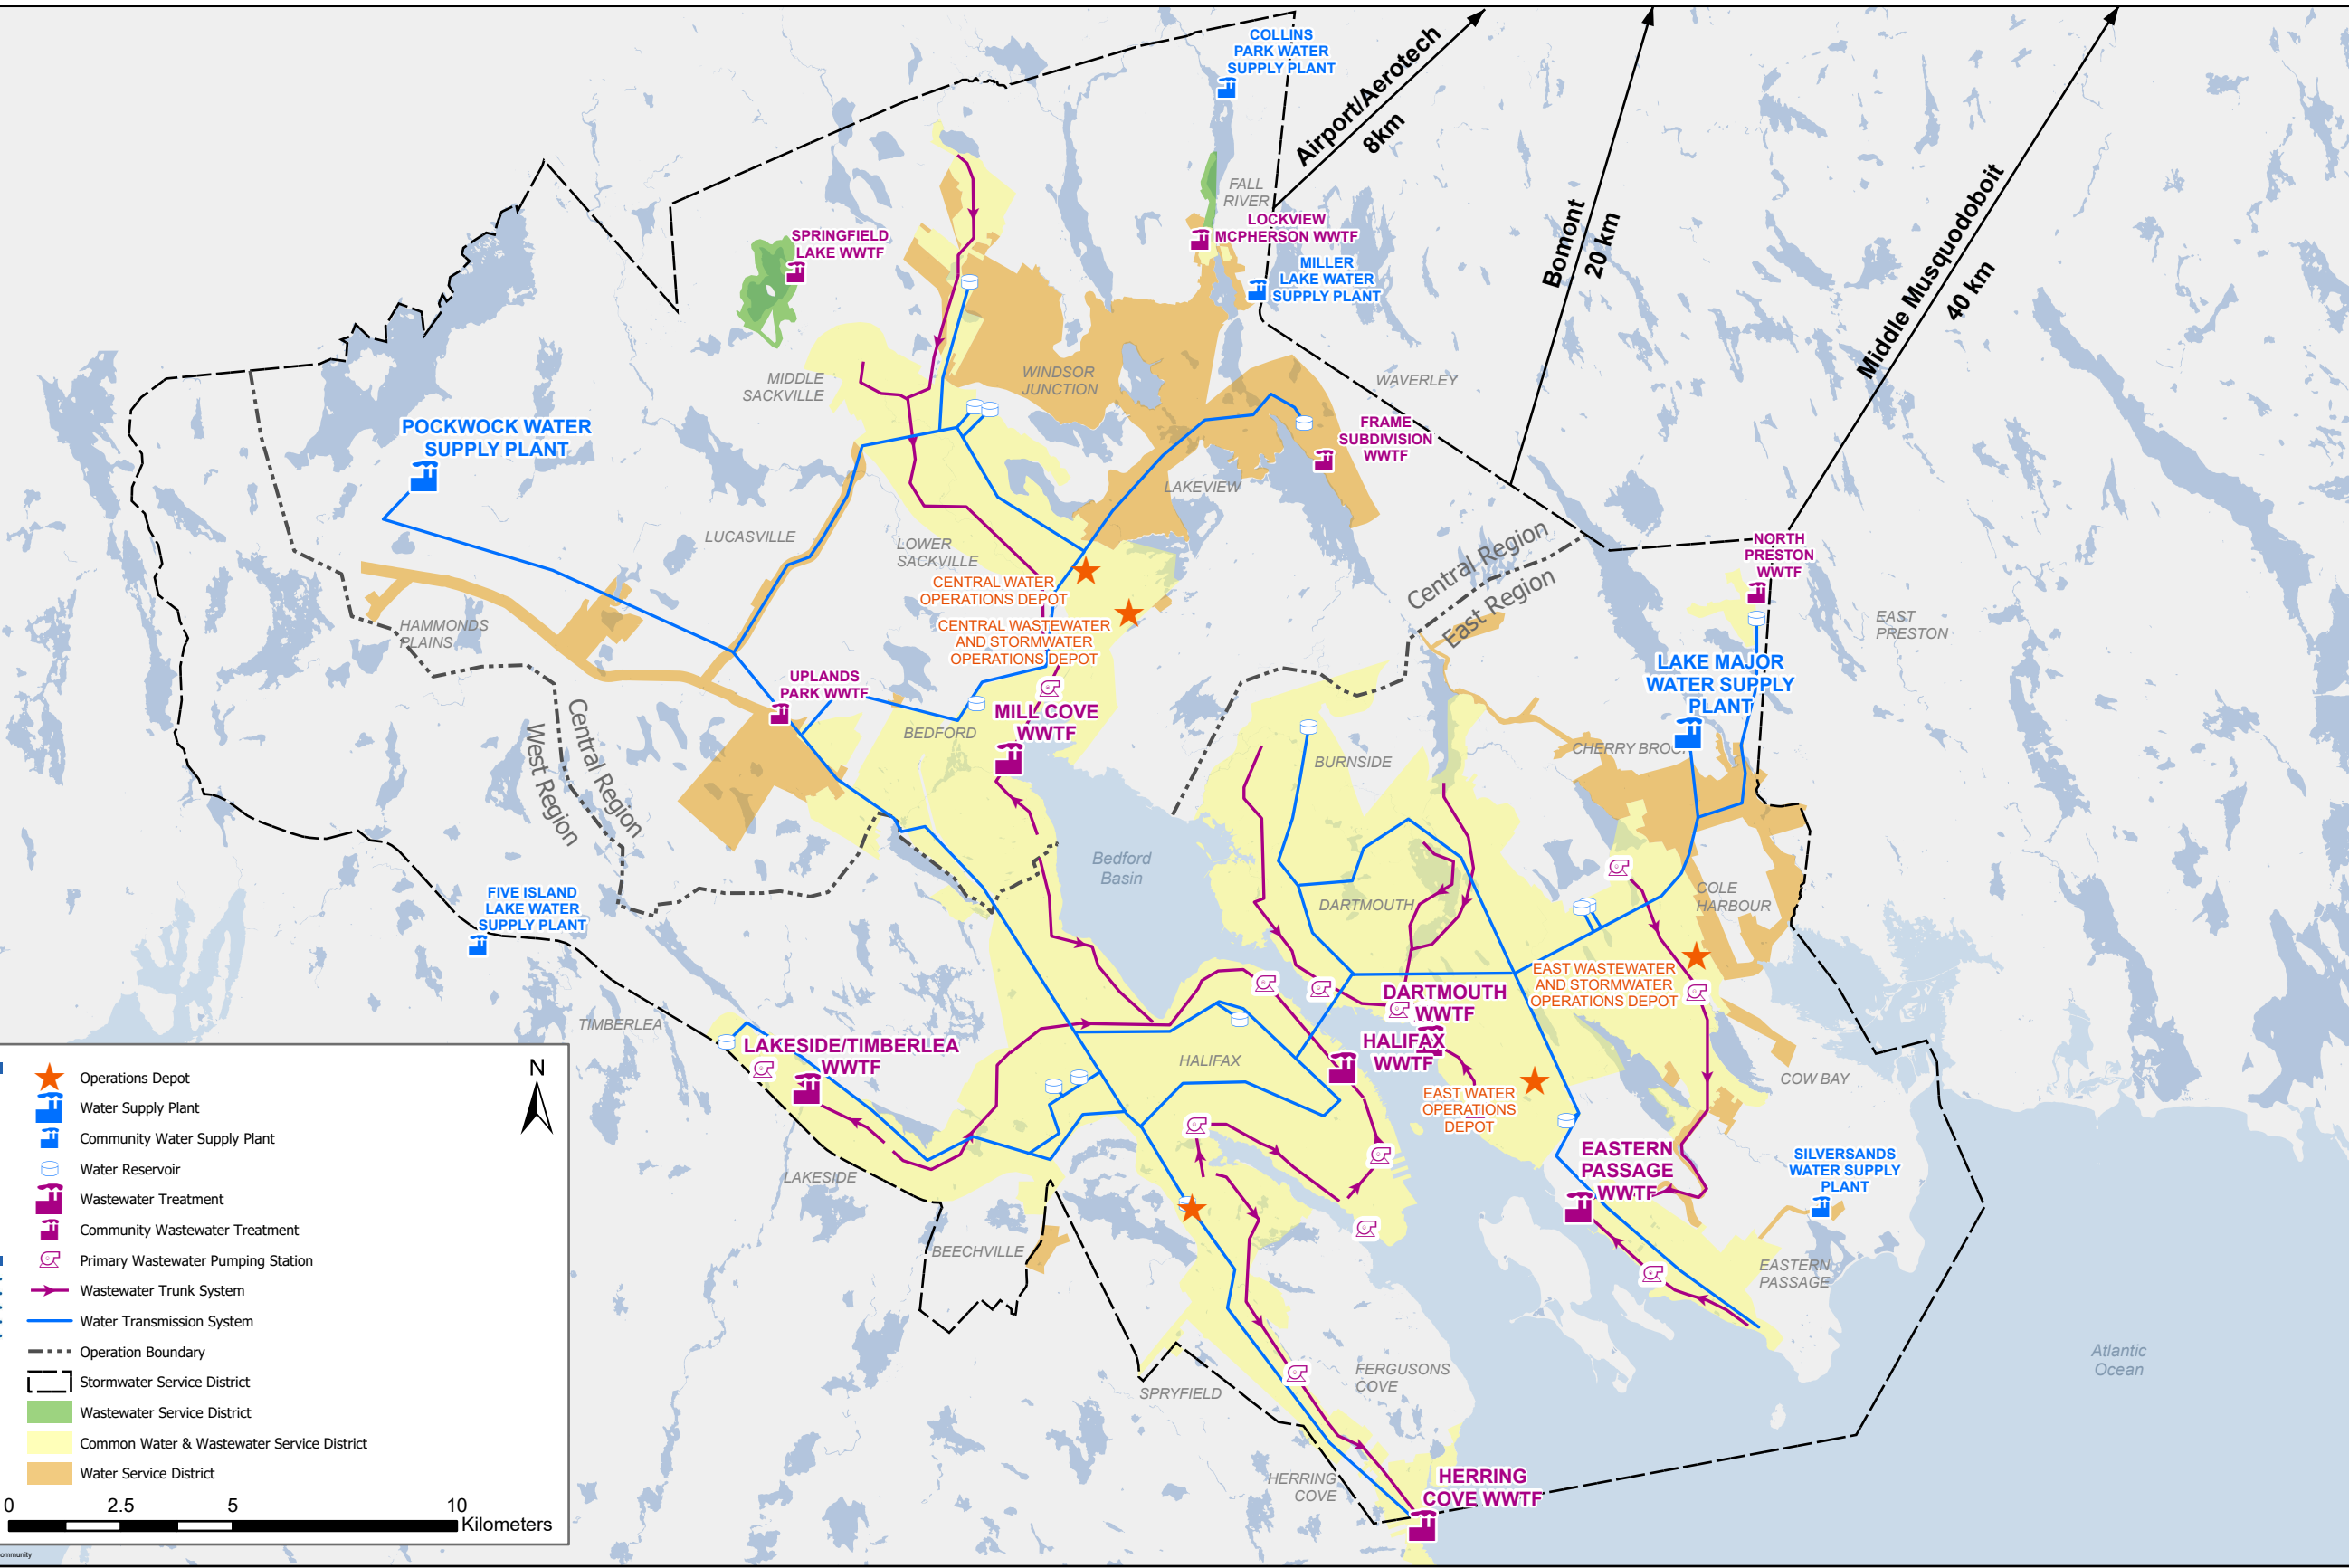 COLLINS
PARK WATER
SUPPLY PLANT
Airport/Aerotech
8km
Bomont
20 km
Middle Musquodoboit
40 km
FALL
RIVER
LOCKVIEW
MCPHERSON WWTF
SPRINGFIELD
LAKE WWTF
MILLER
LAKE WATER
SUPPLY PLANT
MIDDLE
SACKVILLE
WINDSOR
JUNCTION
WAVERLEY
POCKWOCK WATER
SUPPLY PLANT
FRAME
SUBDIVISION
WWTF
LAKEVIEW
LUCASVILLE
LOWER
SACKVILLE
CENTRAL WATER
OPERATIONS DEPOT
Central Region
East Region
NORTH
PRESTON
WWTF
EAST
PRESTON
HAMMONDS
PLAINS
CENTRAL WASTEWATER
AND STORMWATER
OPERATIONS DEPOT
UPLANDS
PARK WWTF
LAKE MAJOR
WATER SUPPLY
PLANT
MILL COVE
WWTF
BEDFORD
Central Region
West Region
BURNSIDE
CHERRY BROO
Bedford
Basin
DARTMOUTH
COLE
HARBOUR
FIVE ISLAND
LAKE WATER
SUPPLY PLANT
EAST WASTEWATER
AND STORMWATER
OPERATIONS DEPOT
DARTMOUTH
WWTF
TIMBERLEA
LAKESIDE/TIMBERLEA
WWTF
HALIFAX
HALIFAX
WWTF
COW BAY
EAST WATER
OPERATIONS
DEPOT
EASTERN
PASSAGE
WWTF
SILVERSANDS
WATER SUPPLY
PLANT
LAKESIDE
BEECHVILLE
EASTERN
PASSAGE
Atlantic
Ocean
FERGUSONS
COVE
SPRYFIELD
HERRING
COVE
HERRING
COVE WWTF
N
Operations Depot
Water Supply Plant
Community Water Supply Plant
Water Reservoir
Wastewater Treatment
Community Wastewater Treatment
Primary Wastewater Pumping Station
Wastewater Trunk System
Water Transmission System
Operation Boundary
Stormwater Service District
Wastewater Service District
Common Water & Wastewater Service District
Water Service District
0 2.5 5 10
Kilometers
ommunity